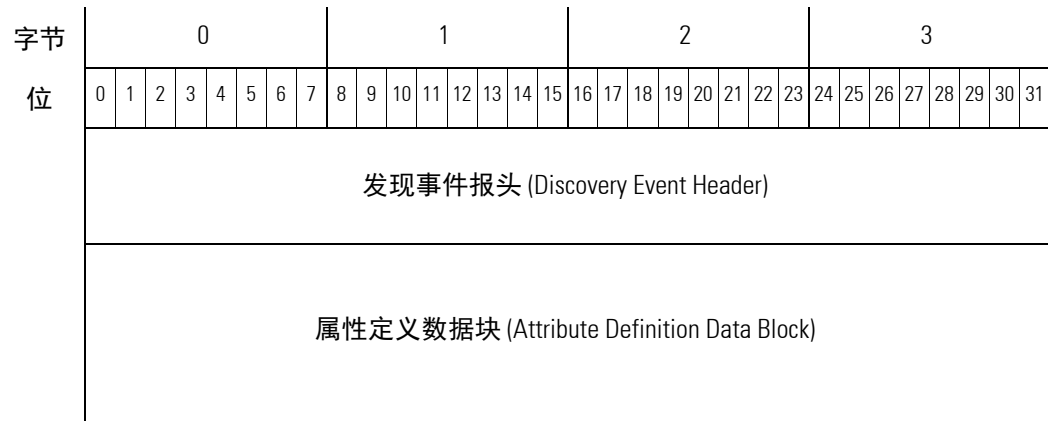 字节 0 1 2 3
位 0 1 2 3 4 5 6 7 8 9 10 11 12 13 14 15 16 17 18 19 20 21 22 23 24 25 26 27 28 29 30 31
发现事件报头 (Discovery Event Header)
属性定义数据块 (Attribute Definition Data Block)